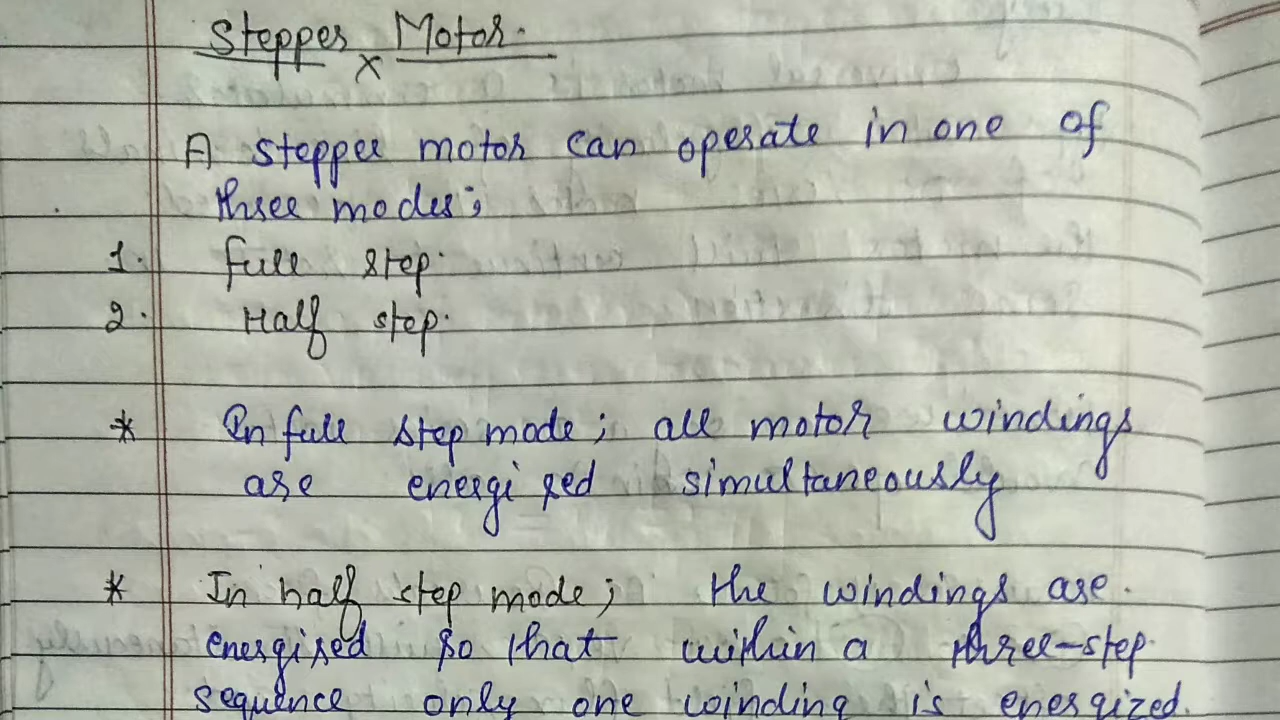 Stepper Motor.
x
A stepper motor can operate in one of
three modes;
1. full step.
2. Half step.
* In full step mode; all motor windings
are energized simultaneously
* In half step mode; the windings are.
energized so that within a three-step.
sequence only one winding is energized.